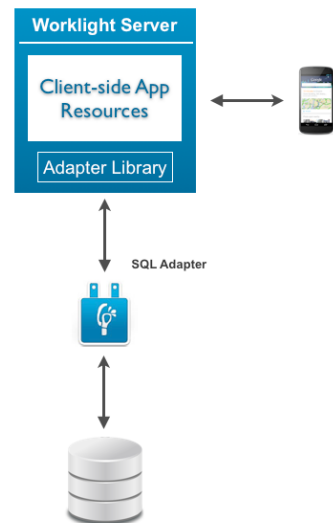 Worklight Server
Client-side App
Resources
Adapter Library
SQL Adapter